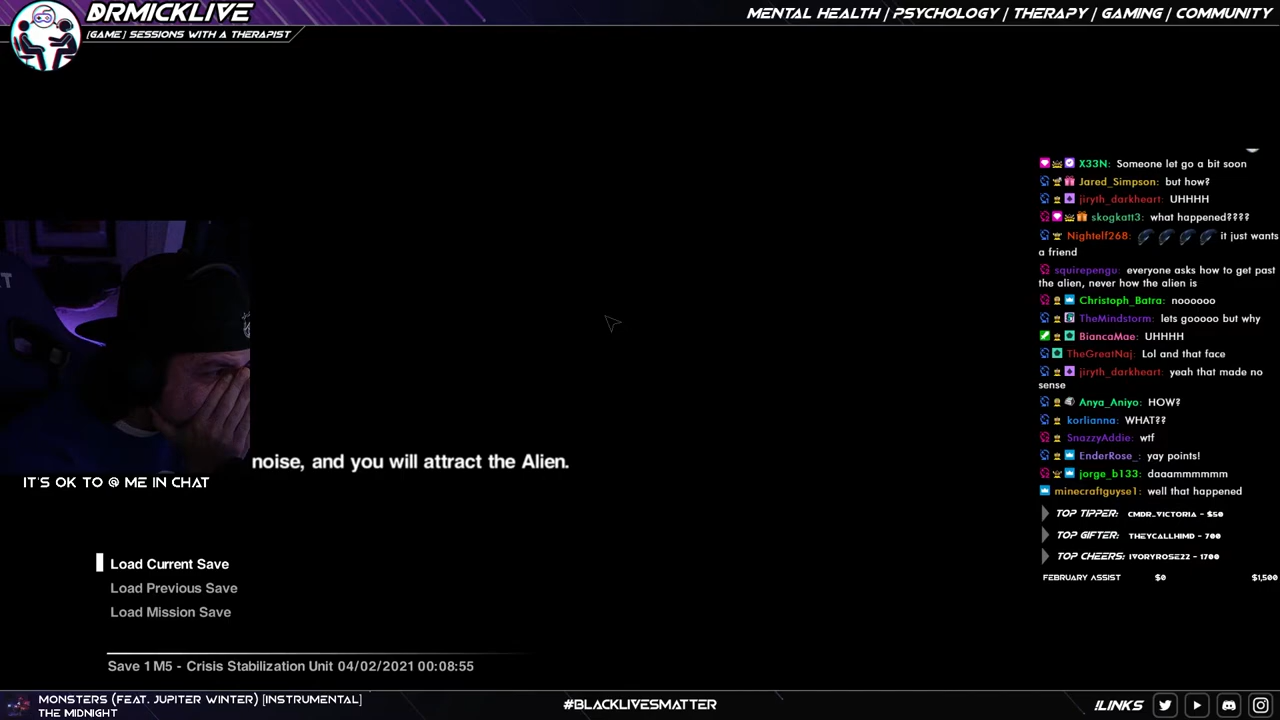 DRMICKLIVE
[GAME] SESSIONS WITH A THERAPIST
MENTAL HEALTH | PSYCHOLOGY | THERAPY | GAMING | COMMUNITY
X33N: Someone let go a bit soon
Jared_Simpson: but how?
jiryth_darkheart: UHHHH
skogkatt3: what happened????
Nightelf268: it just wants
a friend
squirepengu: everyone asks how to get past
the alien, never how the alien is
Christoph_Batra: noooooo
TheMindstorm: lets gooooo but why
BiancaMae: UHHHH
TheGreatNaj: Lol and that face
jiryth_darkheart: yeah that made no
sense
Anya_Aniyo: HOW?
korlianna: WHAT??
SnazzyAddie: wtf
EnderRose_: yay points!
jorge_b133: daaammmmmm
minecraftguyse1: well that happened
TOP TIPPER: CMDR_VICTORIA - $50
TOP GIFTER: THEYCALLHIMD - 700
TOP CHEERS: IVORYROSE22 - 1700
FEBRUARY ASSIST $0 $1,500
noise, and you will attract the Alien.
IT'S OK TO @ ME IN CHAT
Load Current Save
Load Previous Save
Load Mission Save
Save 1 M5 - Crisis Stabilization Unit 04/02/2021 00:08:55
MONSTERS (FEAT. JUPITER WINTER) [INSTRUMENTAL]
THE MIDNIGHT
#BLACKLIVESMATTER
!LINKS